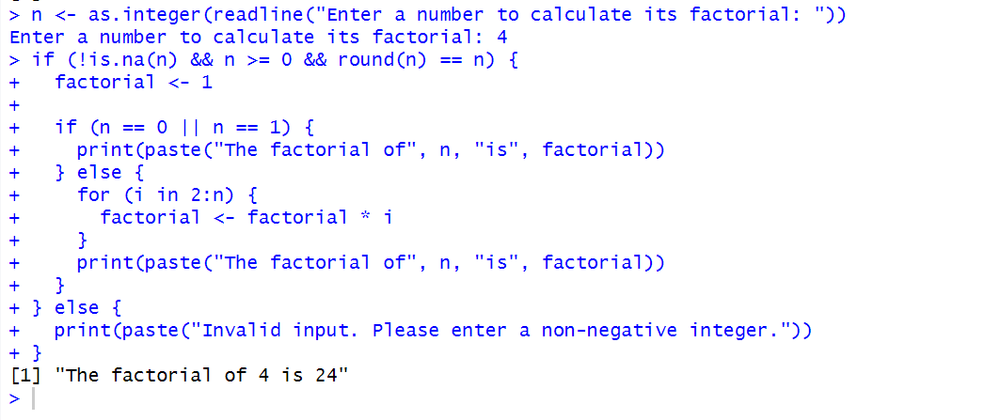 > n <- as.integer(readline("Enter a number to calculate its factorial: "))
Enter a number to calculate its factorial: 4
> if (!is.na(n) && n >= 0 && round(n) == n) {
+   factorial <- 1
+
+   if (n == 0 || n == 1) {
+     print(paste("The factorial of", n, "is", factorial))
+   } else {
+     for (i in 2:n) {
+       factorial <- factorial * i
+     }
+     print(paste("The factorial of", n, "is", factorial))
+   }
+ } else {
+   print(paste("Invalid input. Please enter a non-negative integer."))
+ }
[1] "The factorial of 4 is 24"
>